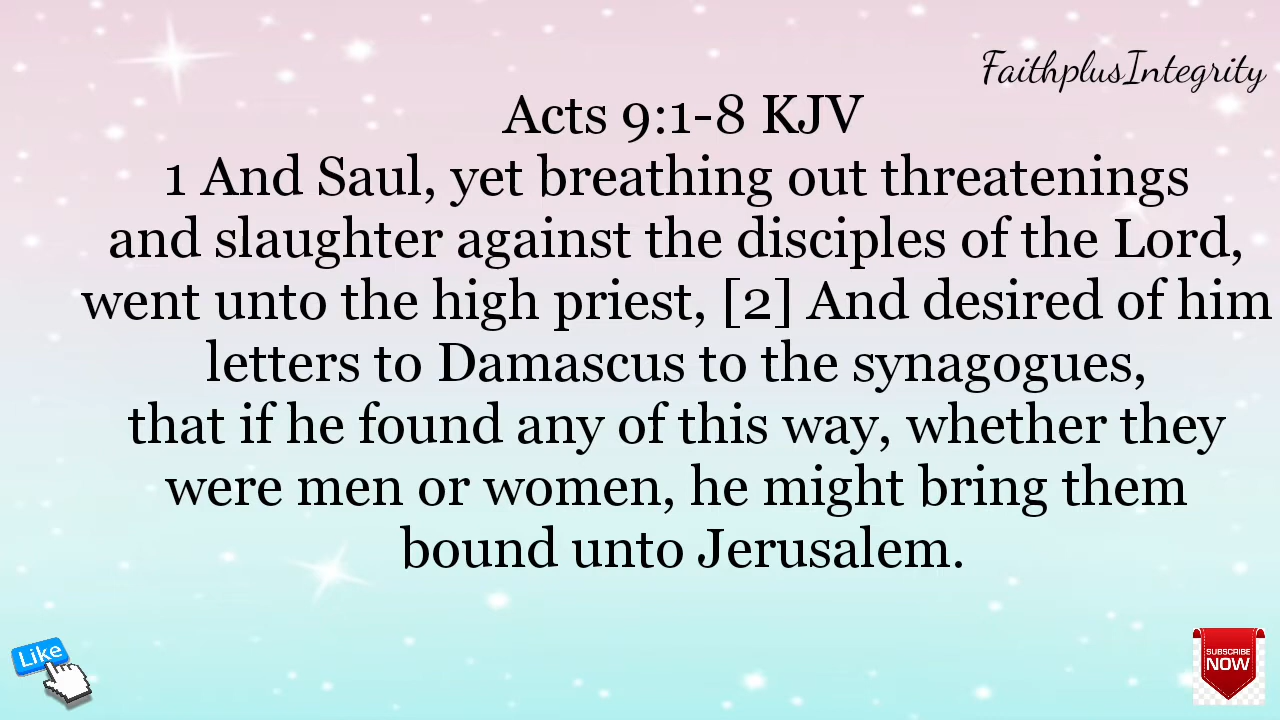 FaithplusIntegrity
Acts 9:1-8 KJV
1 And Saul, yet breathing out threatenings
and slaughter against the disciples of the Lord,
went unto the high priest, [2] And desired of him
letters to Damascus to the synagogues,
that if he found any of this way, whether they
were men or women, he might bring them
bound unto Jerusalem.
Like
SUBSCRIBE
NOW